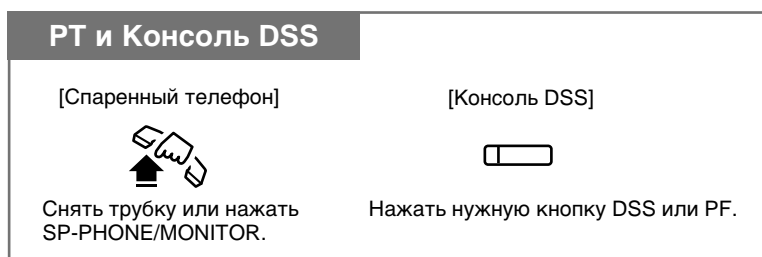 PT и Консоль DSS
[Спаренный телефон]
[Консоль DSS]
Снять трубку или нажать
SP-PHONE/MONITOR.
Нажать нужную кнопку DSS или PF.